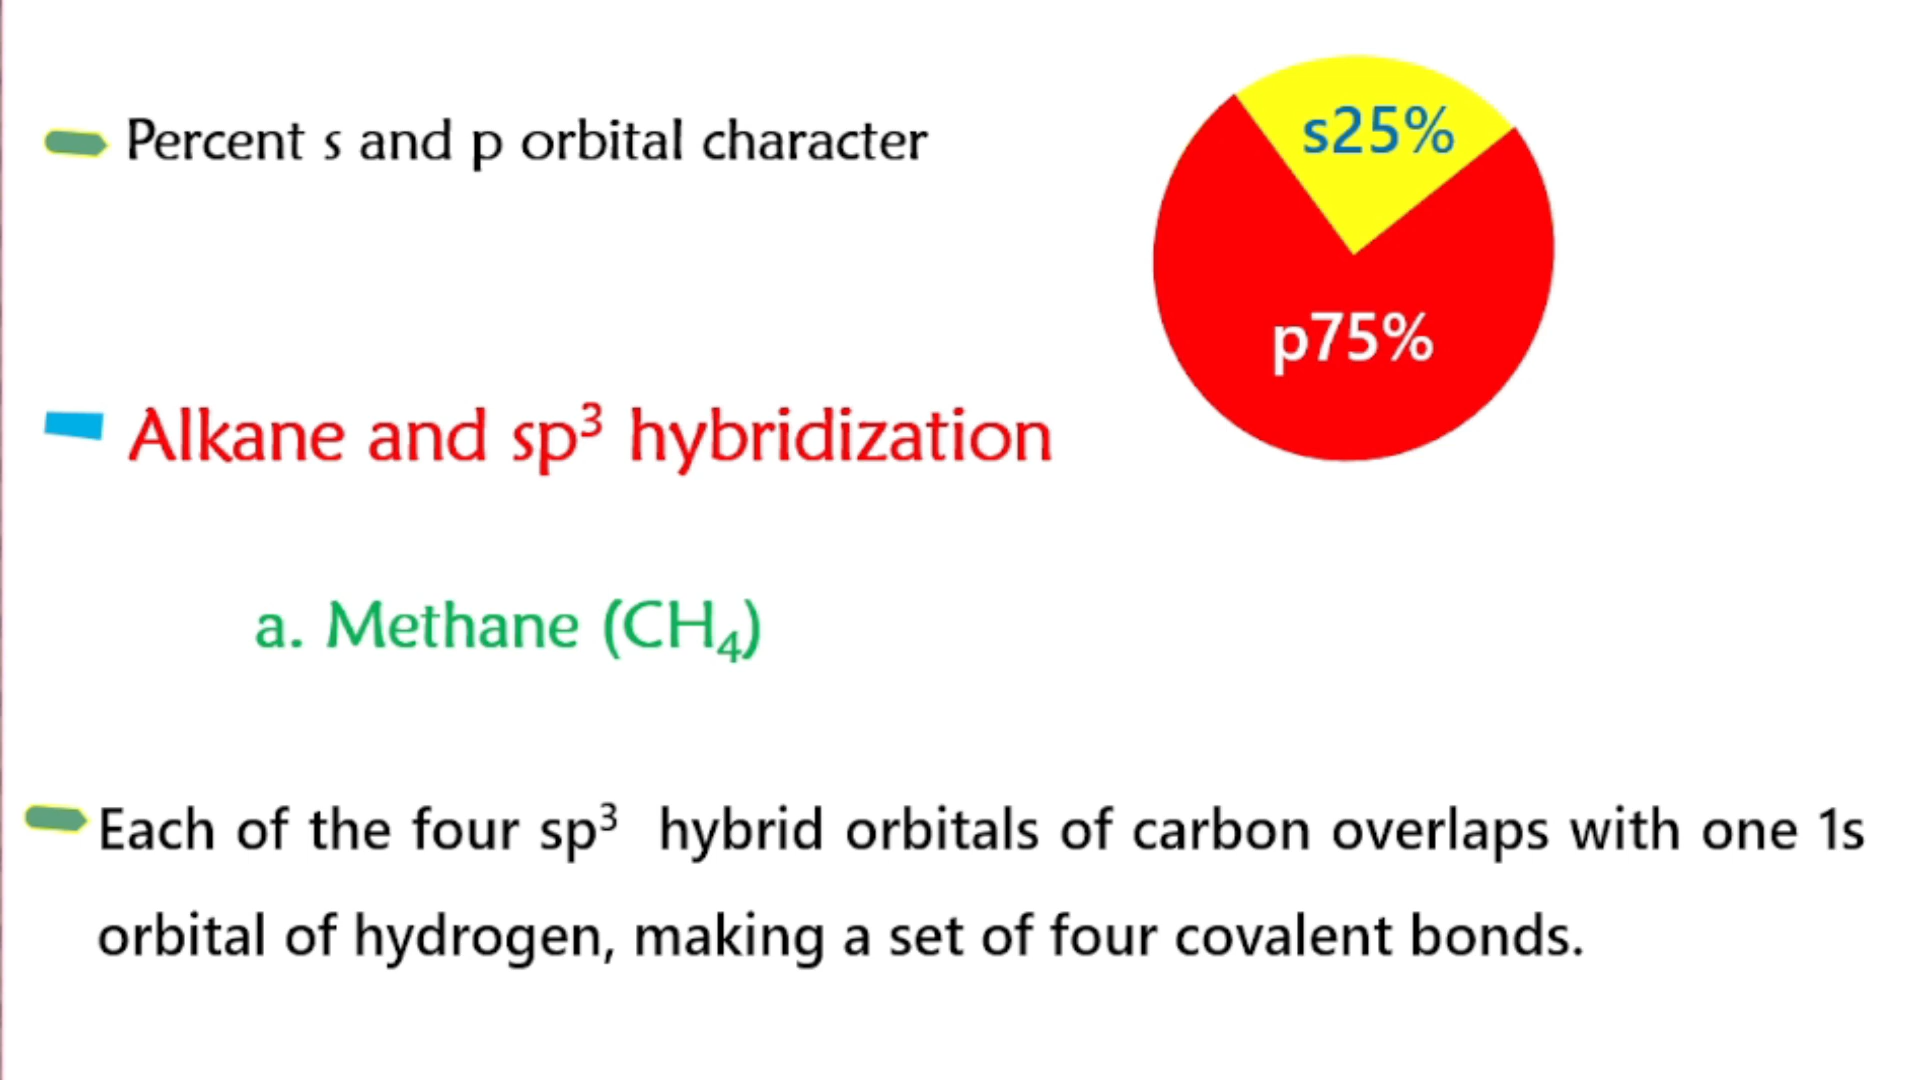 Percent s and p orbital character
s25%
p75%
Alkane and sp³ hybridization
a. Methane (CH₄)
Each of the four sp³ hybrid orbitals of carbon overlaps with one 1s
orbital of hydrogen, making a set of four covalent bonds.